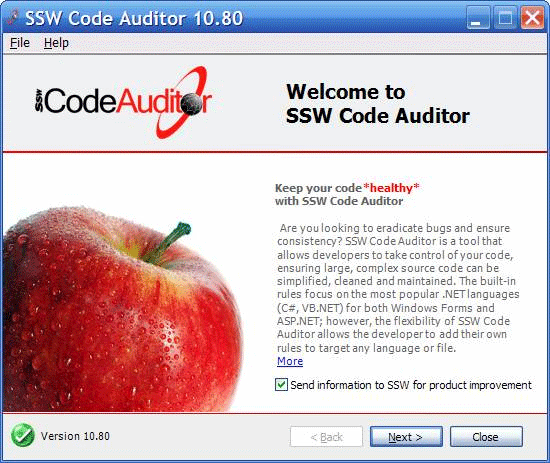 SSW Code Auditor 10.80
File Help
SSW CodeAuditor
Welcome to
SSW Code Auditor
Keep your code *healthy*
with SSW Code Auditor
Are you looking to eradicate bugs and ensure
consistency? SSW Code Auditor is a tool that
allows developers to take control of your code,
ensuring large, complex source code can be
simplified, cleaned and maintained. The built-in
rules focus on the most popular .NET languages
(C#, VB.NET) for both Windows Forms and
ASP.NET; however, the flexibility of SSW Code
Auditor allows the developer to add their own
rules to target any language or file.
More
Send information to SSW for product improvement
Version 10.80
< Back Next > Close